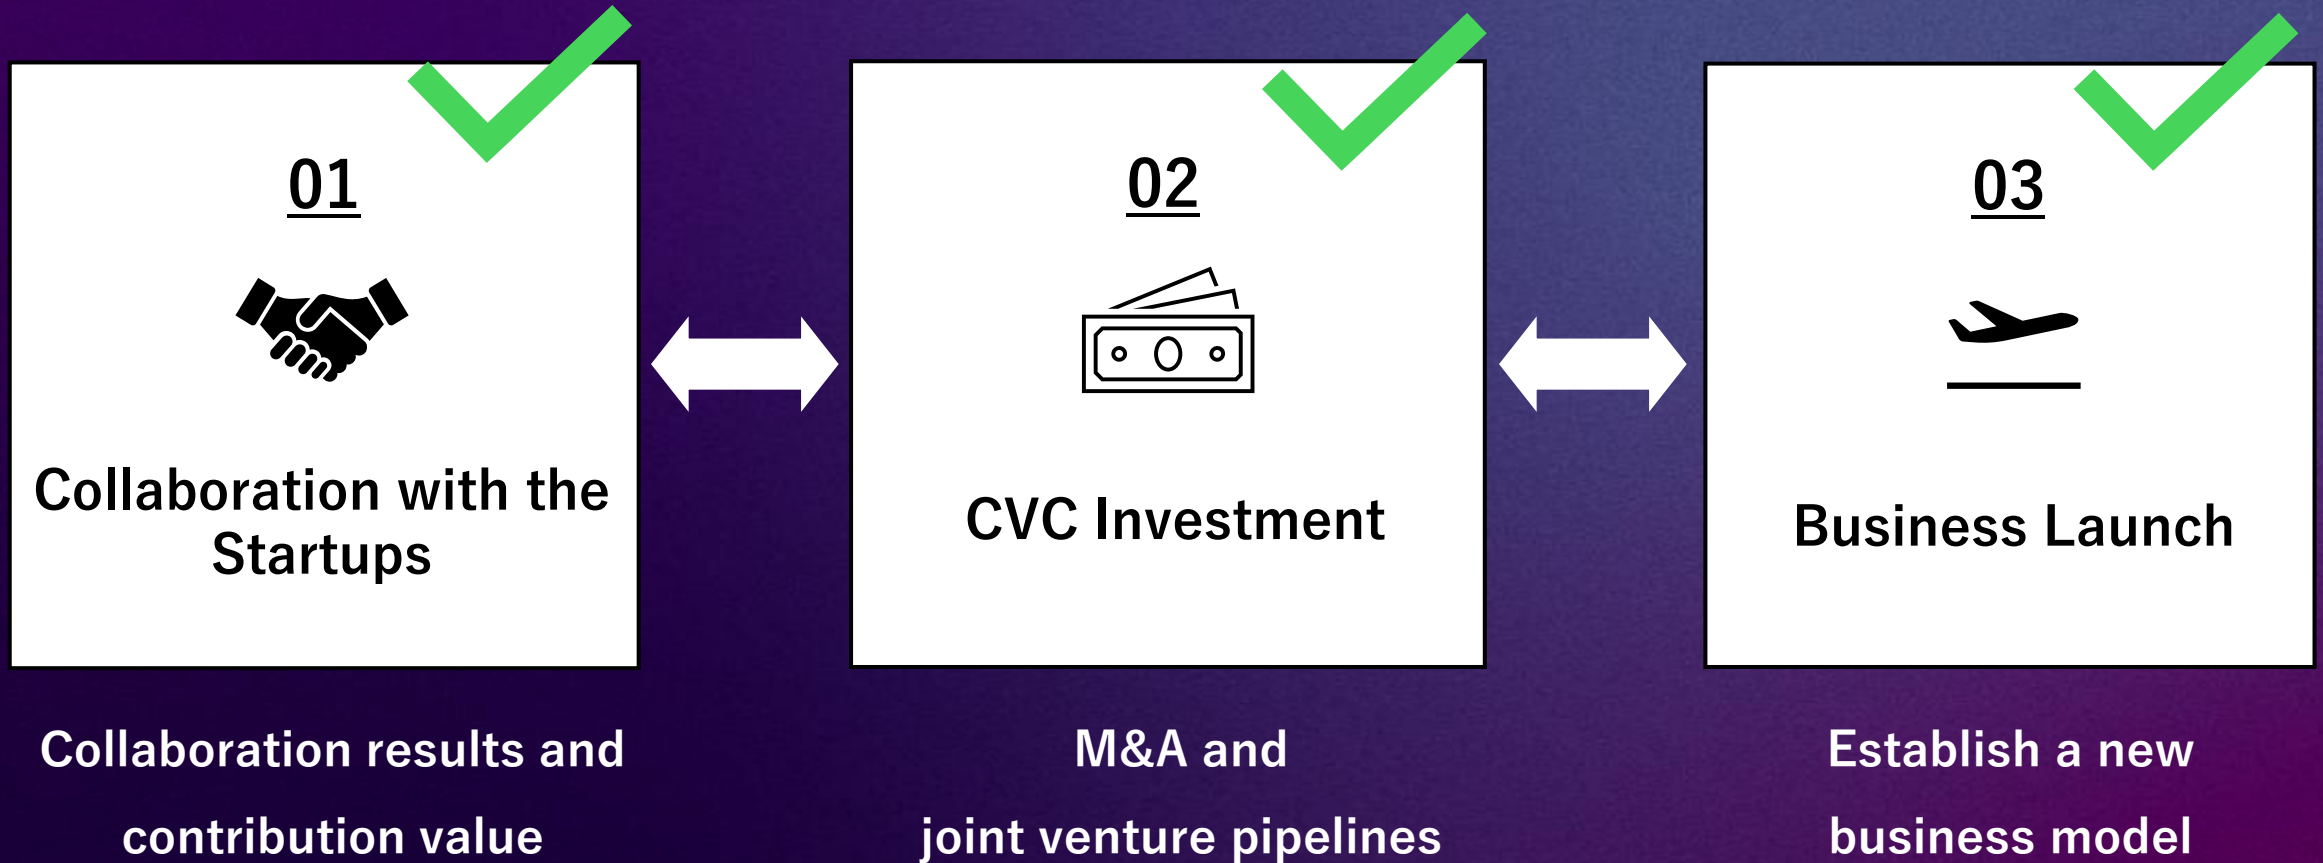 01
Collaboration with the
Startups
Collaboration results and
contribution value
02
CVC Investment
M&A and
joint venture pipelines
03
Business Launch
Establish a new
business model